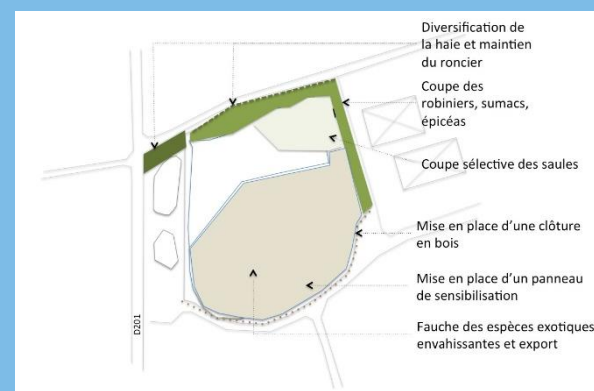 Diversification de
la haie et maintien
du roncier
Coupe des
robiniers, sumacs,
épicéas
Coupe sélective des saules
Mise en place d'une clôture
en bois
Mise en place d'un panneau
de sensibilisation
Fauche des espèces exotiques
envahissantes et export
D201